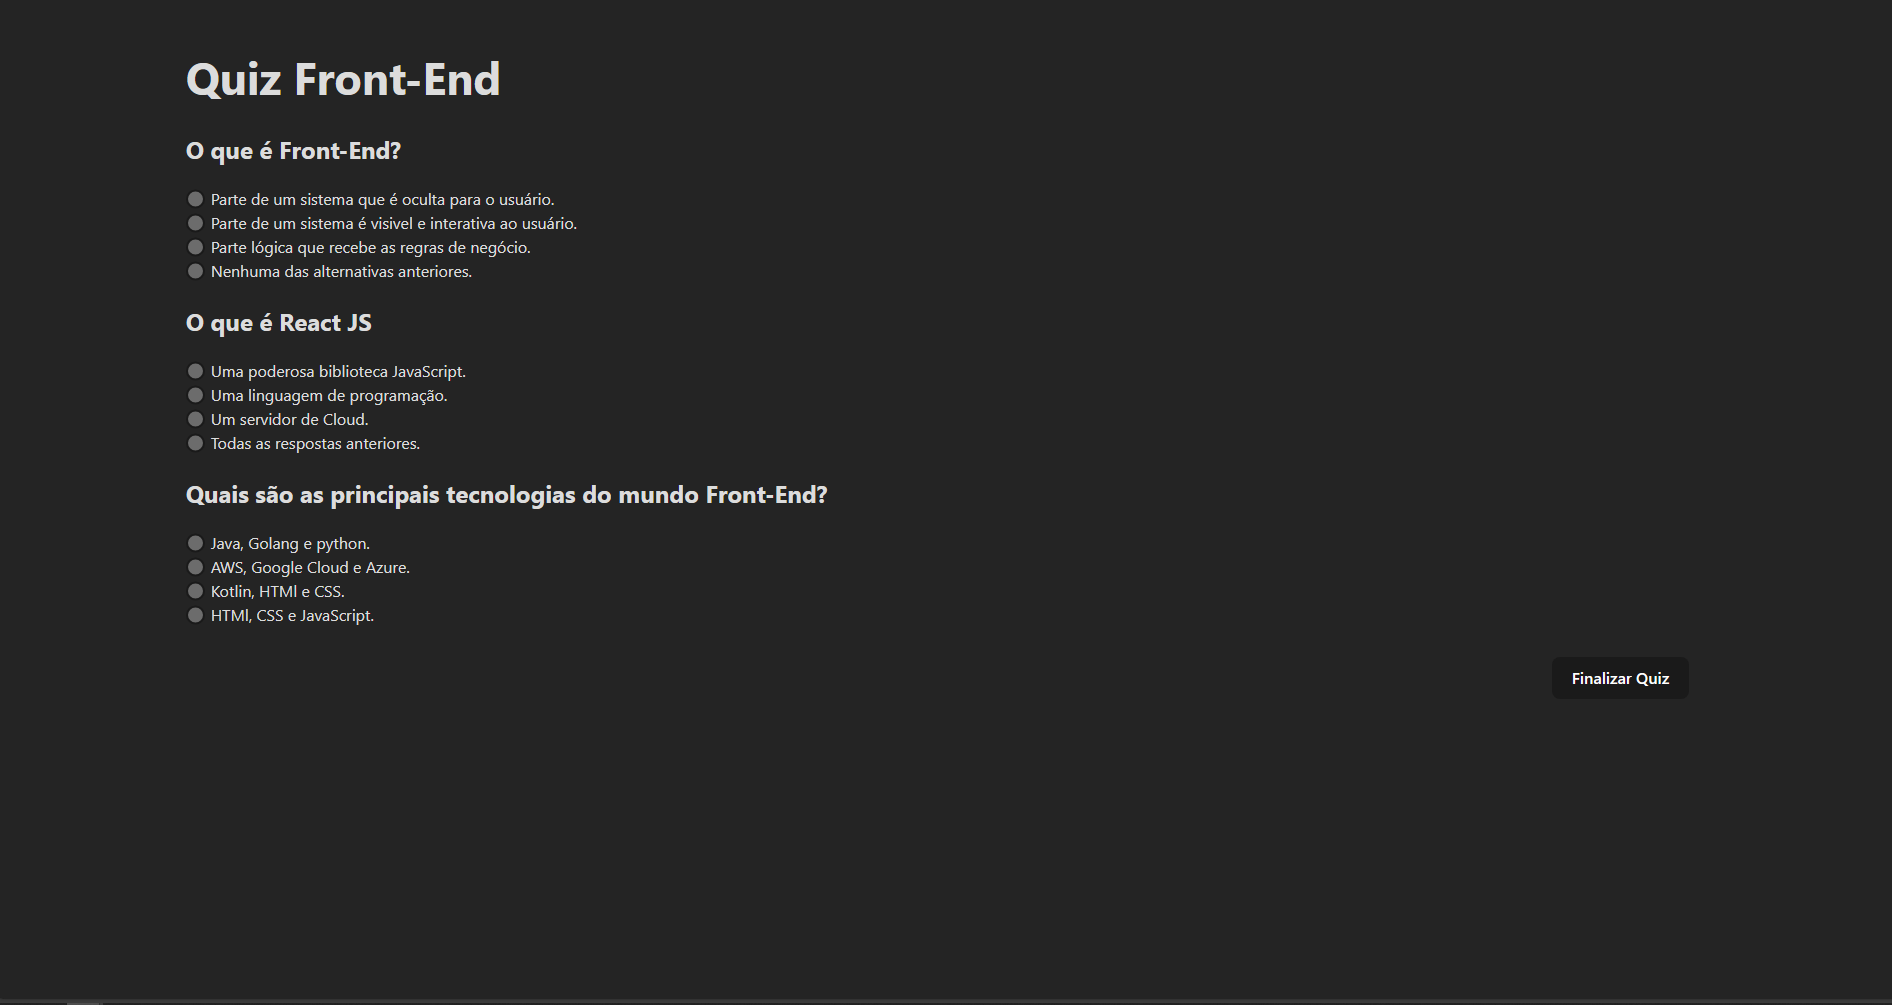 Quiz Front-End
O que é Front-End?
Parte de um sistema que é oculta para o usuário.
Parte de um sistema é visivel e interativa ao usuário.
Parte lógica que recebe as regras de negócio.
Nenhuma das alternativas anteriores.
O que é React JS
Uma poderosa biblioteca JavaScript.
Uma linguagem de programação.
Um servidor de Cloud.
Todas as respostas anteriores.
Quais são as principais tecnologias do mundo Front-End?
Java, Golang e python.
AWS, Google Cloud e Azure.
Kotlin, HTMl e CSS.
HTMl, CSS e JavaScript.
Finalizar Quiz